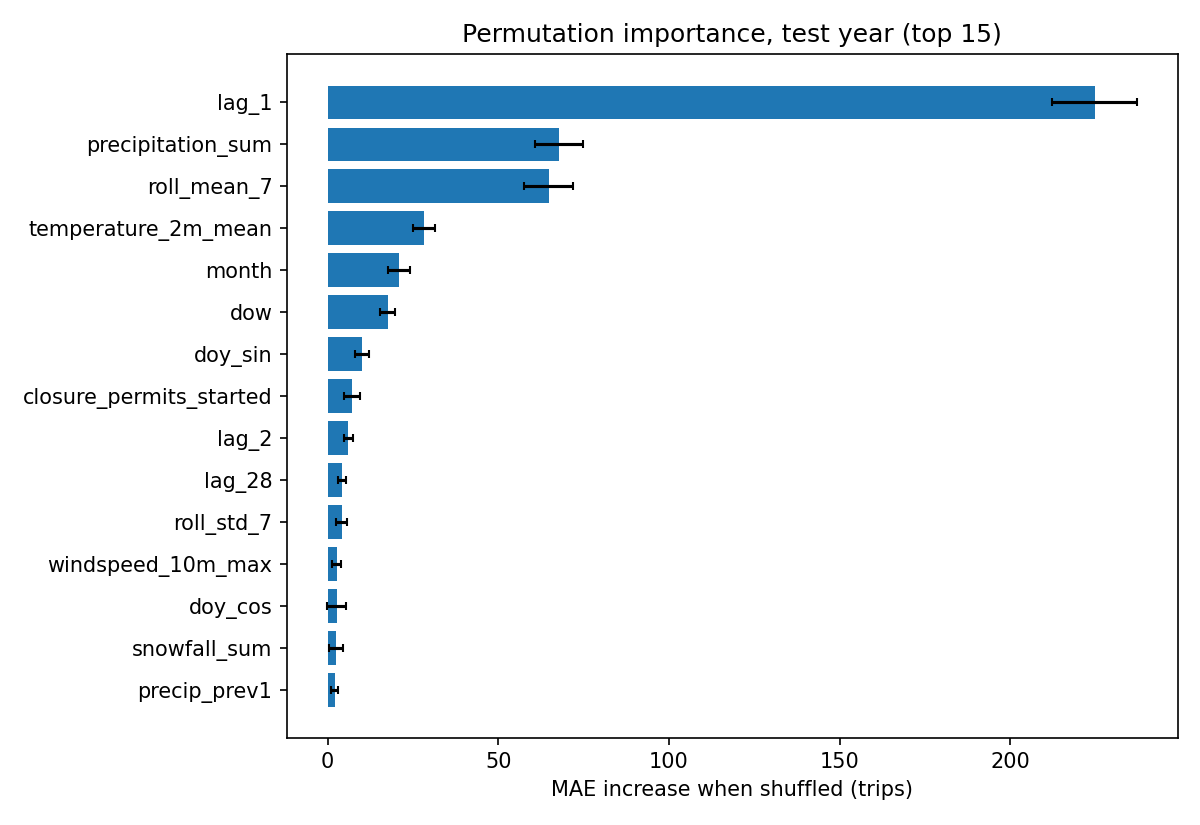 Permutation importance, test year (top 15)
lag_1
precipitation_sum
roll_mean_7
temperature_2m_mean
month
dow
doy_sin
closure_permits_started
lag_2
lag_28
roll_std_7
windspeed_10m_max
doy_cos
snowfall_sum
precip_prev1
0 50 100 150 200
MAE increase when shuffled (trips)